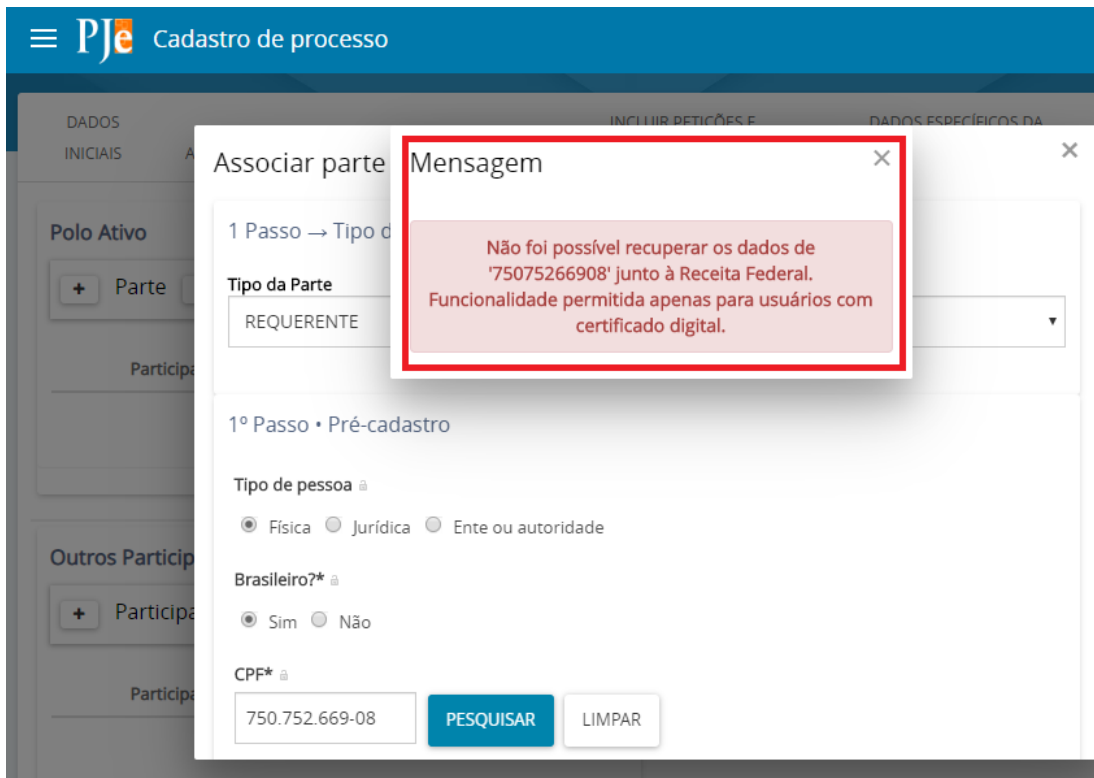 PJe Cadastro de processo
DADOS
INICIAIS
A
INCLUIR PETIÇÕES E
DADOS ESPECÍFICOS DA
Associar parte
×
Mensagem
×
Não foi possível recuperar os dados de
'75075266908' junto à Receita Federal.
Funcionalidade permitida apenas para usuários com
certificado digital.
Polo Ativo
+ Parte
Particip
1 Passo → Tipo d
Tipo da Parte
REQUERENTE
1º Passo • Pré-cadastro
Tipo de pessoa
Física Jurídica Ente ou autoridade
Outros Particip
+ Particip
Particip
Brasileiro?*
Sim Não
CPF*
750.752.669-08 PESQUISAR LIMPAR